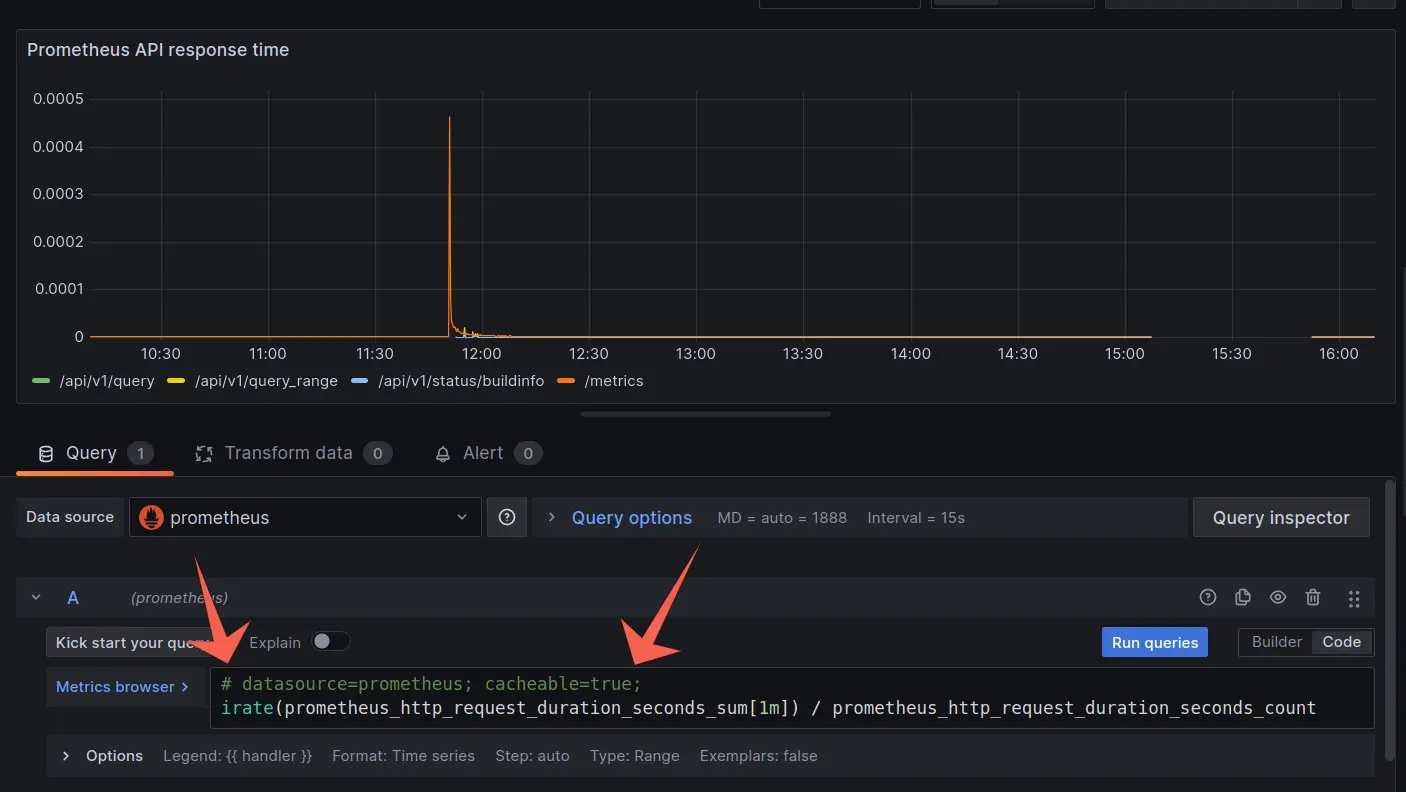 Prometheus API response time
0.0005
0.0004
0.0003
0.0002
0.0001
0
10:30 11:00 11:30 12:00 12:30 13:00 13:30 14:00 14:30 15:00 15:30 16:00
/api/v1/query /api/v1/query_range /api/v1/status/buildinfo /metrics
Query 1 Transform data 0 Alert 0
Data source prometheus Query options MD = auto = 1888 Interval = 15s Query inspector
A (prometheus)
Kick start your query Explain Run queries Builder Code
Metrics browser > # datasource=prometheus; cacheable=true;
irate(prometheus_http_request_duration_seconds_sum[1m]) / prometheus_http_request_duration_seconds_count
> Options Legend: {{ handler }} Format: Time series Step: auto Type: Range Exemplars: false